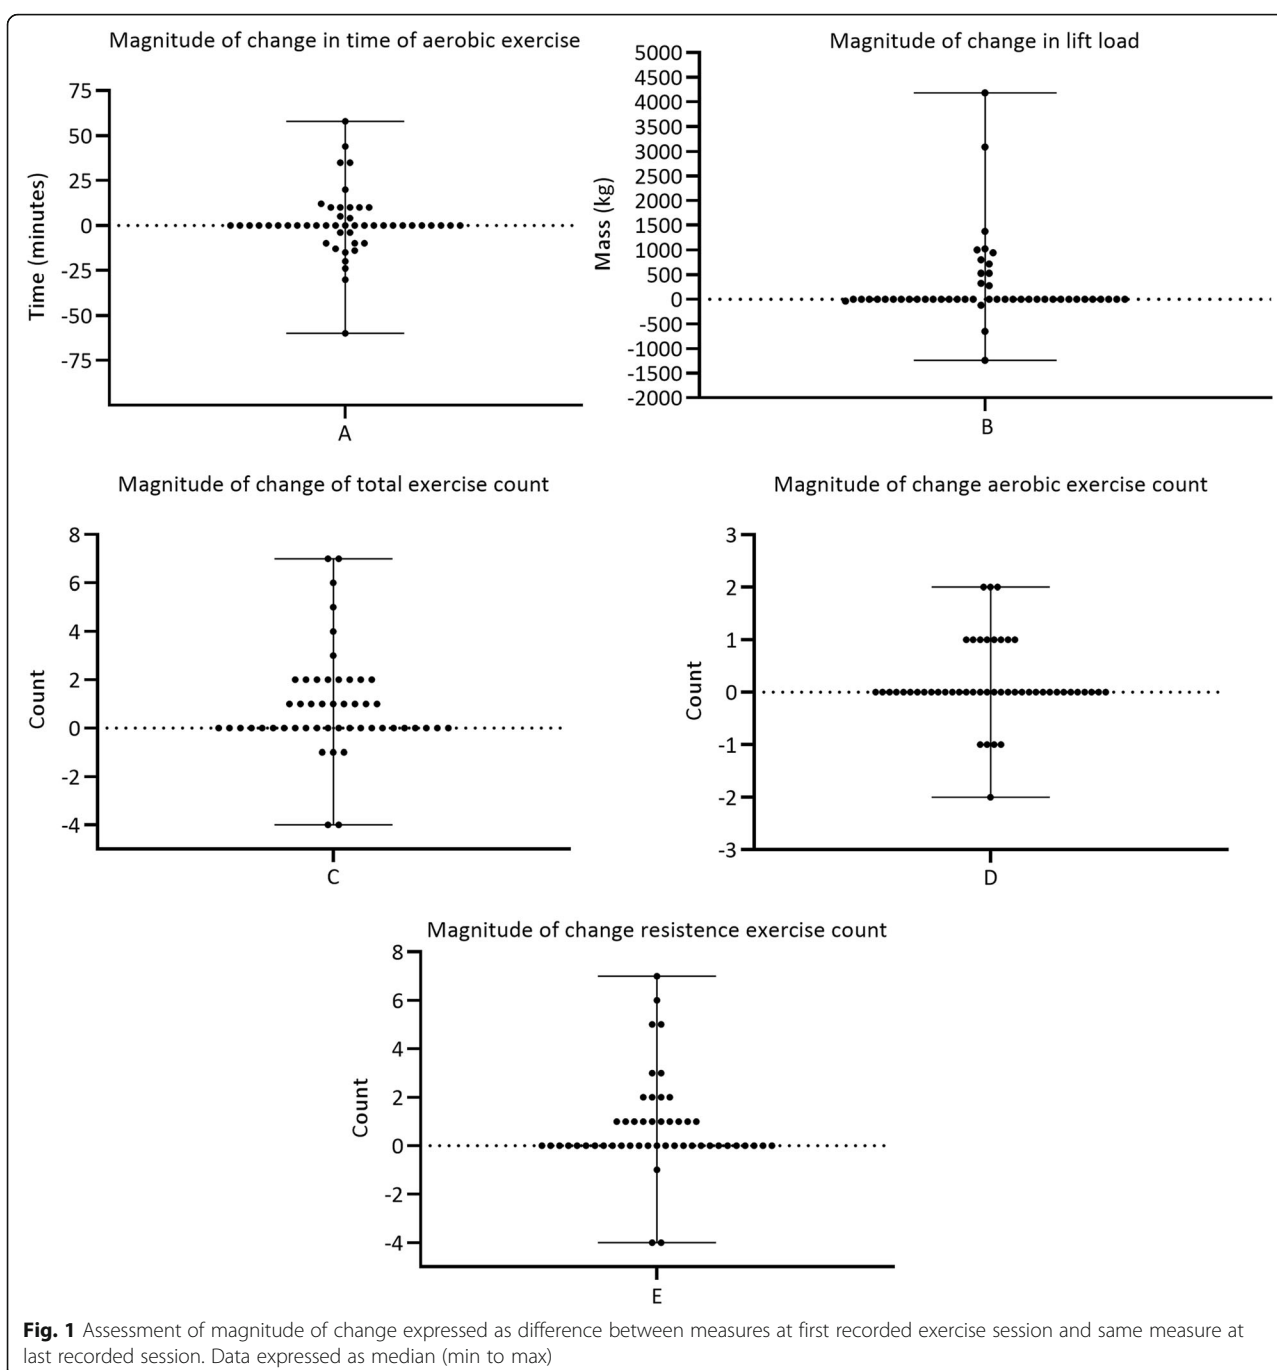 Magnitude of change in time of aerobic exercise
75
50
25
0
-25
-50
-75
Time (minutes)
A
Magnitude of change in lift load
5000
4500
4000
3500
3000
2500
2000
1500
1000
500
0
-500
-1000
-1500
-2000
Mass (kg)
B
Magnitude of change of total exercise count
8
6
4
2
0
-2
-4
Count
C
Magnitude of change aerobic exercise count
3
2
1
0
-1
-2
-3
Count
D
Magnitude of change resistence exercise count
8
6
4
2
0
-2
-4
Count
E
Fig. 1 Assessment of magnitude of change expressed as difference between measures at first recorded exercise session and same measure at
last recorded session. Data expressed as median (min to max)